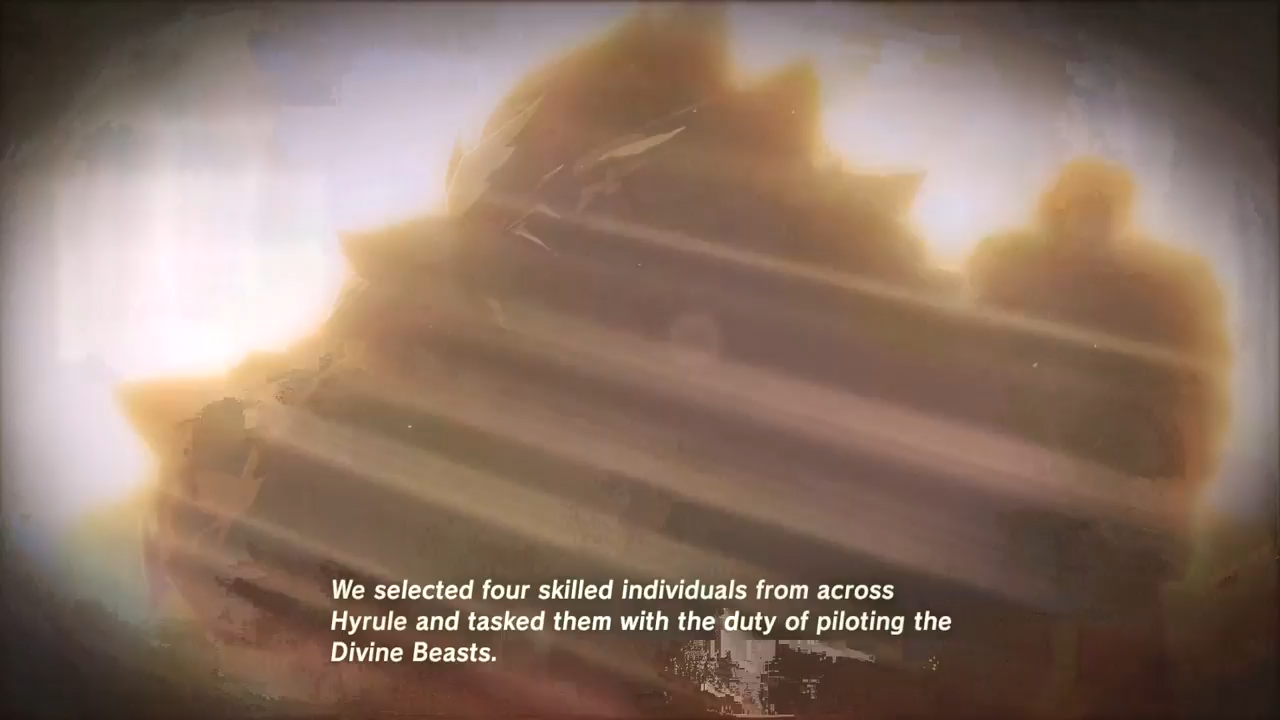 We selected four skilled individuals from across
Hyrule and tasked them with the duty of piloting the
Divine Beasts.